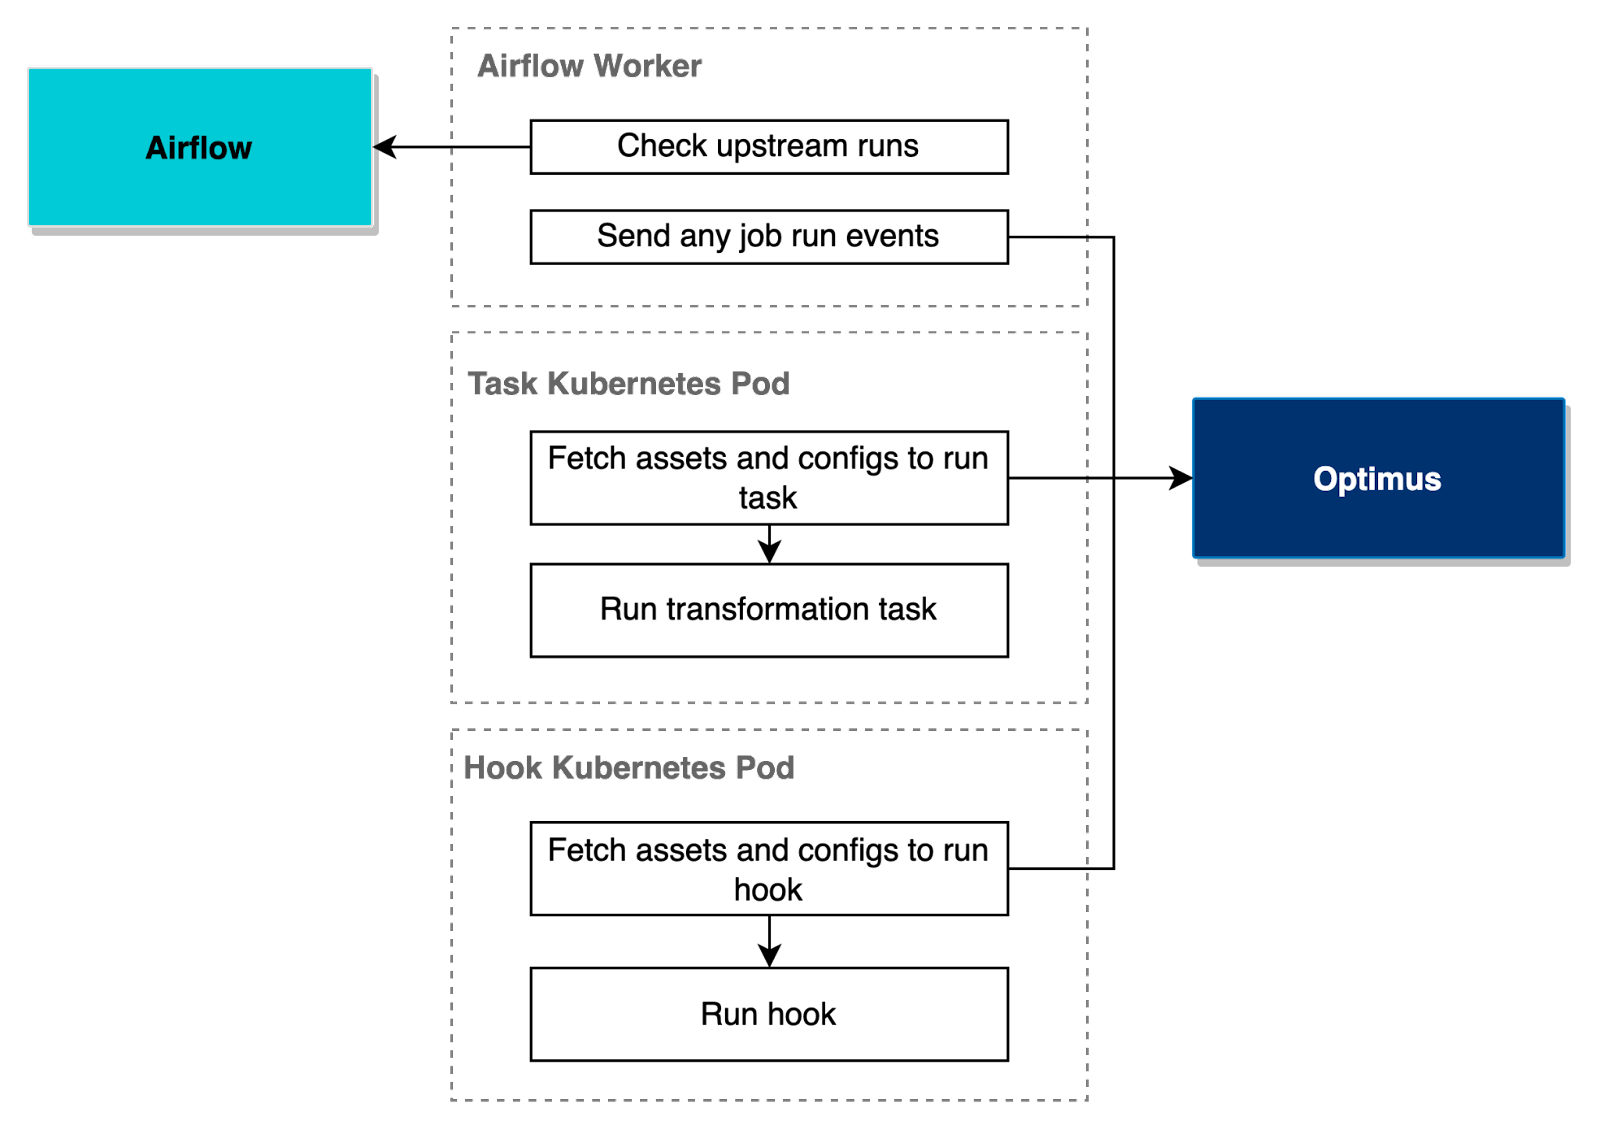 Airflow Worker
Airflow
Check upstream runs
Send any job run events
Task Kubernetes Pod
Fetch assets and configs to run
task
Optimus
Run transformation task
Hook Kubernetes Pod
Fetch assets and configs to run
hook
Run hook